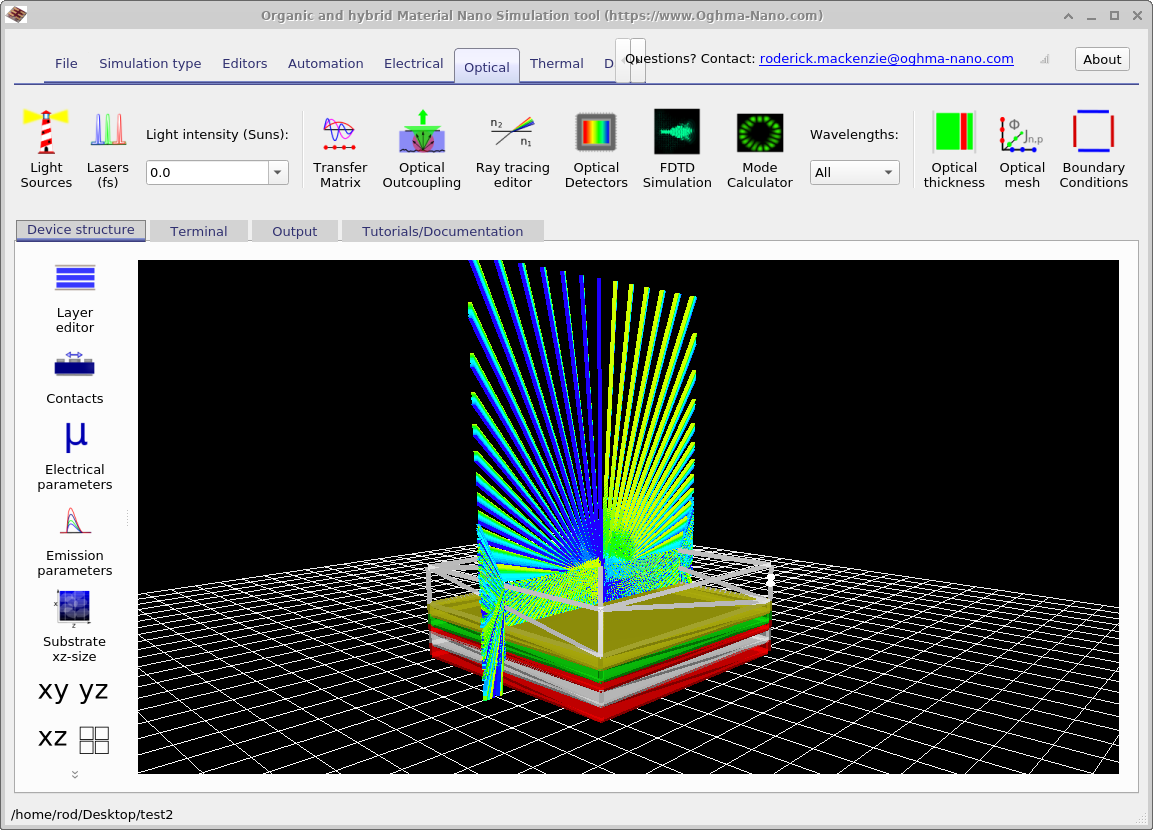 Organic and hybrid Material Nano Simulation tool (https://www.Oghma-Nano.com)
File Simulation type Editors Automation Electrical Optical Thermal D
Questions? Contact: roderick.mackenzie@oghma-nano.com
About
Light
Sources
Lasers
(fs)
Light intensity (Suns):
0.0
Transfer
Matrix
Optical
Outcoupling
n2
n1
Ray tracing
editor
Optical
Detectors
FDTD
Simulation
Mode
Calculator
Wavelengths:
All
Optical
thickness
Φ
Jn,p
Optical
mesh
Boundary
Conditions
Device structure Terminal Output Tutorials/Documentation
Layer
editor
Contacts
μ
Electrical
parameters
Emission
parameters
x
z
Substrate
xz-size
xy yz
xz
/home/rod/Desktop/test2